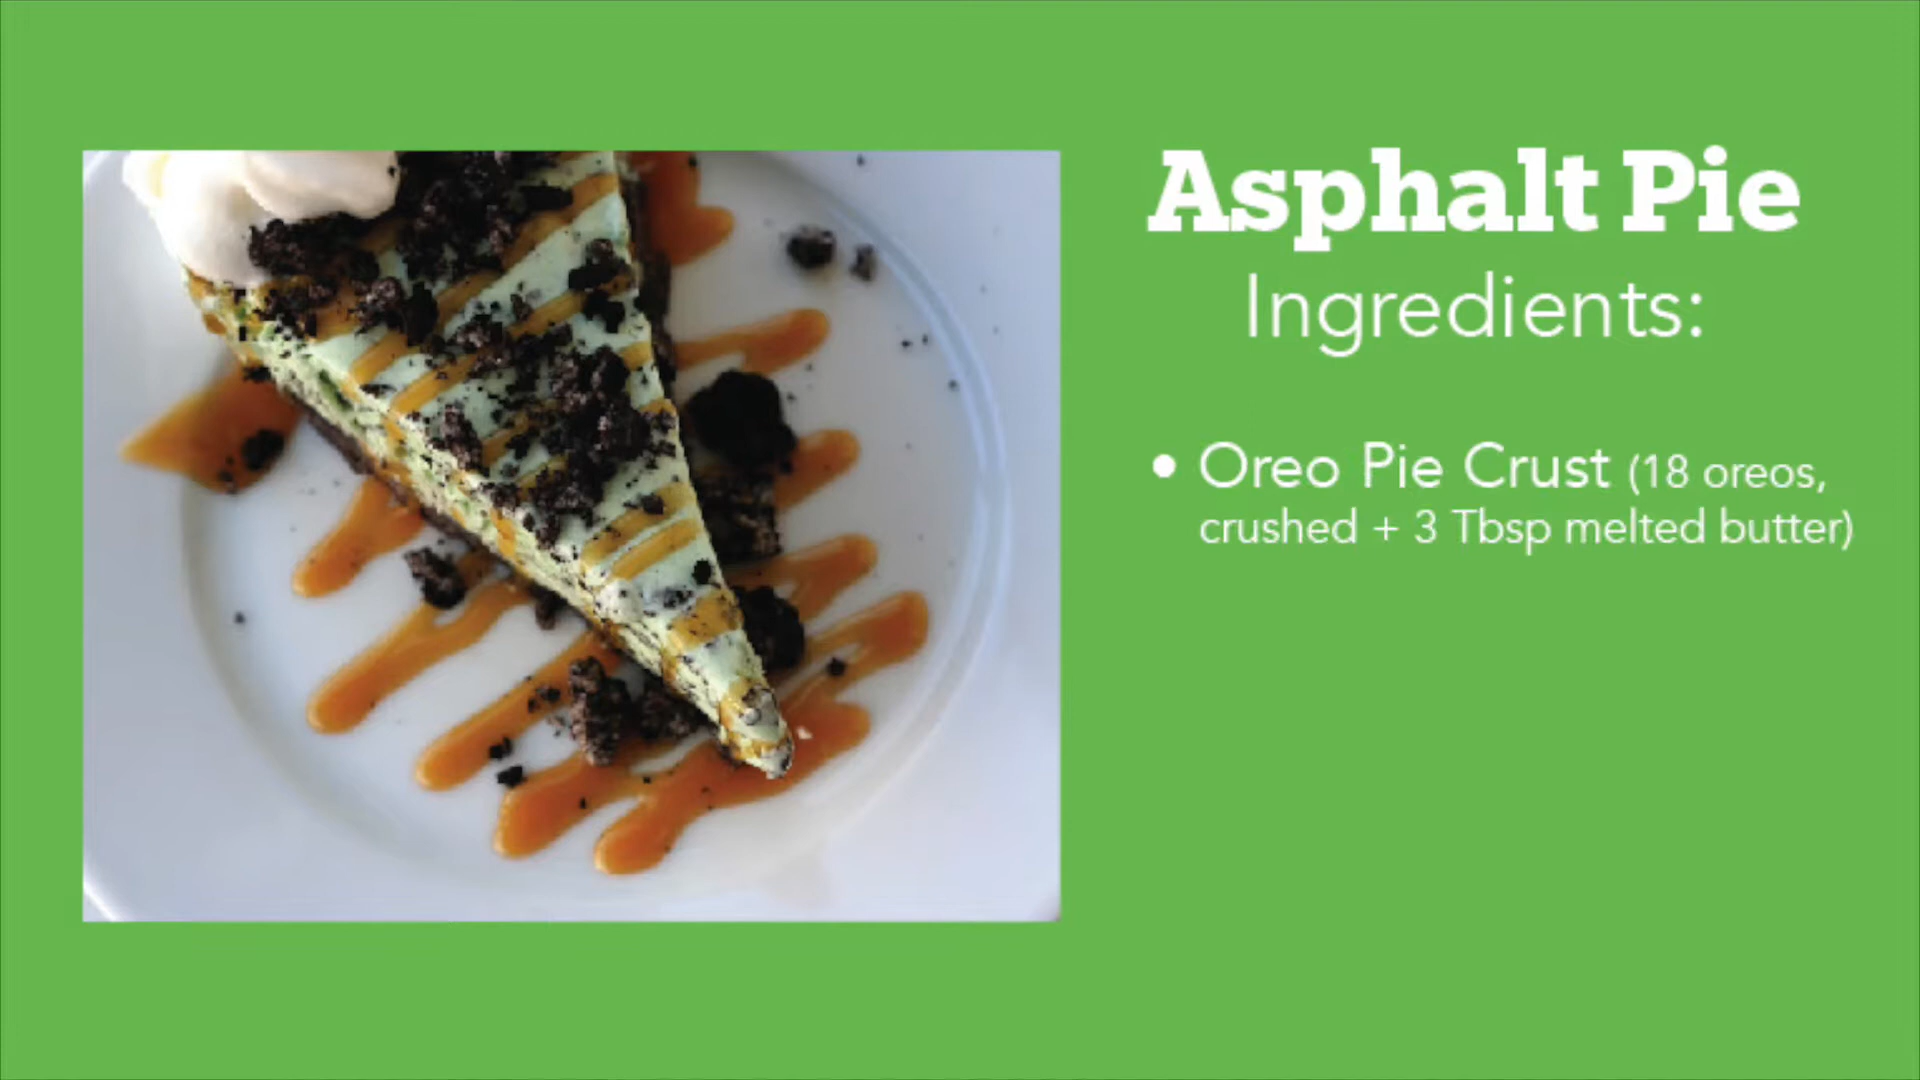 Asphalt Pie
Ingredients:
• Oreo Pie Crust (18 oreos,
crushed + 3 Tbsp melted butter)